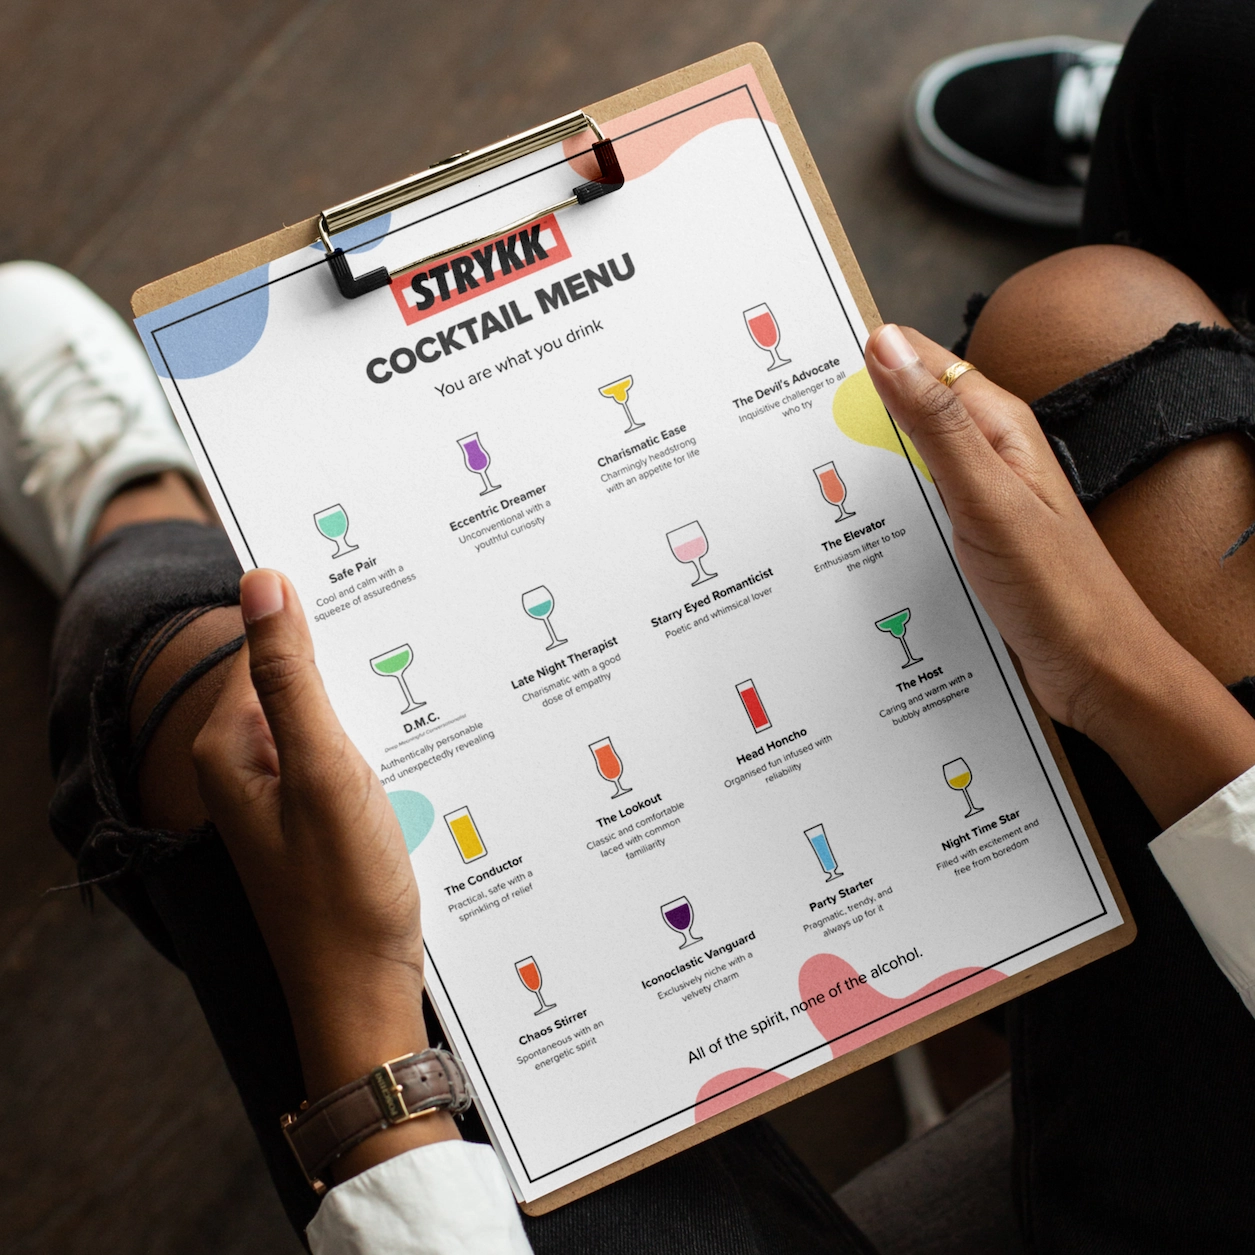 STRYKK
COCKTAIL MENU
You are what you drink
Safe Pair
Cool and calm with a
squeeze of assuredness
Eccentric Dreamer
Unconventional with a
youthful curiosity
Charismatic Ease
Charmingly headstrong
with an appetite for life
The Devil's Advocate
Inquisitive challenger to all
who try
D.M.C.
Deep Meaningful Conversationalist
Authentically personable
and unexpectedly revealing
Late Night Therapist
Charismatic with a good
dose of empathy
Starry Eyed Romanticist
Poetic and whimsical lover
The Elevator
Enthusiasm lifter to top
the night
The Conductor
Practical, safe with a
sprinkling of relief
The Lookout
Classic and comfortable
laced with common
familiarity
Head Honcho
Organised fun infused with
reliability
The Host
Caring and warm with a
bubbly atmosphere
Chaos Stirrer
Spontaneous with an
energetic spirit
Iconoclastic Vanguard
Exclusively niche with a
velvety charm
Party Starter
Pragmatic, trendy, and
always up for it
Night Time Star
Filled with excitement and
free from boredom
All of the spirit, none of the alcohol.